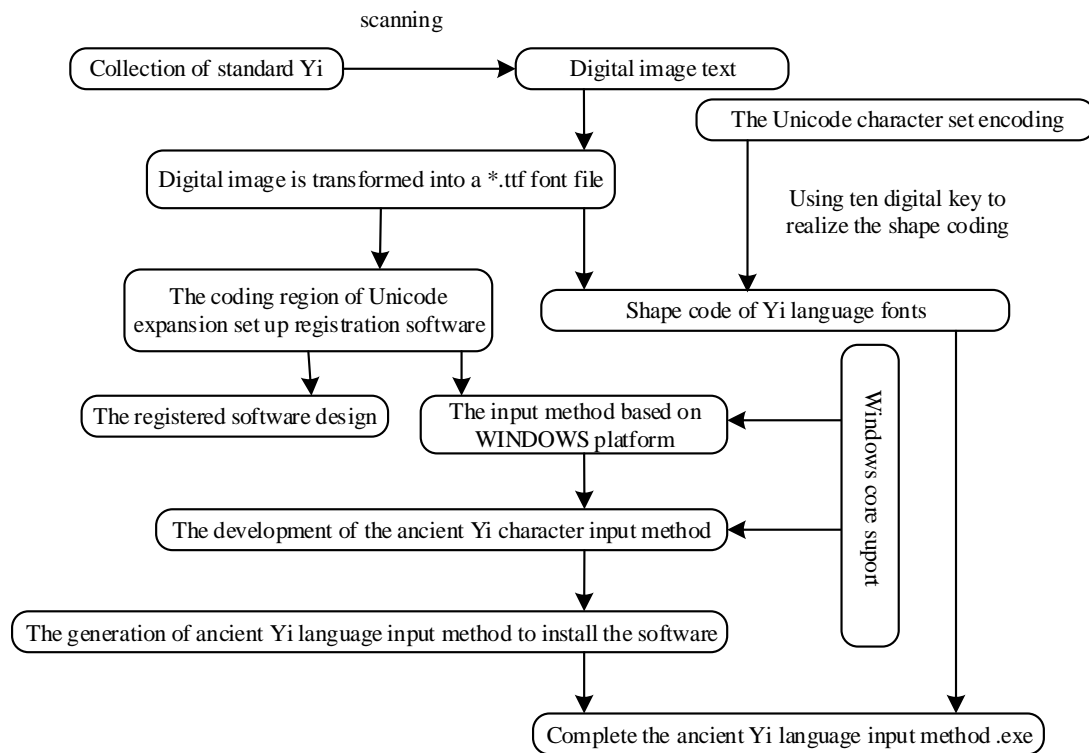 scanning
Collection of standard Yi
Digital image text
The Unicode character set encoding
Digital image is transformed into a *.ttf font file
Using ten digital key to
realize the shape coding
The coding region of Unicode
expansion set up registration software
Shape code of Yi language fonts
The registered software design
The input method based on
WINDOWS platform
Windows core suport
The development of the ancient Yi character input method
The generation of ancient Yi language input method to install the software
Complete the ancient Yi language input method .exe